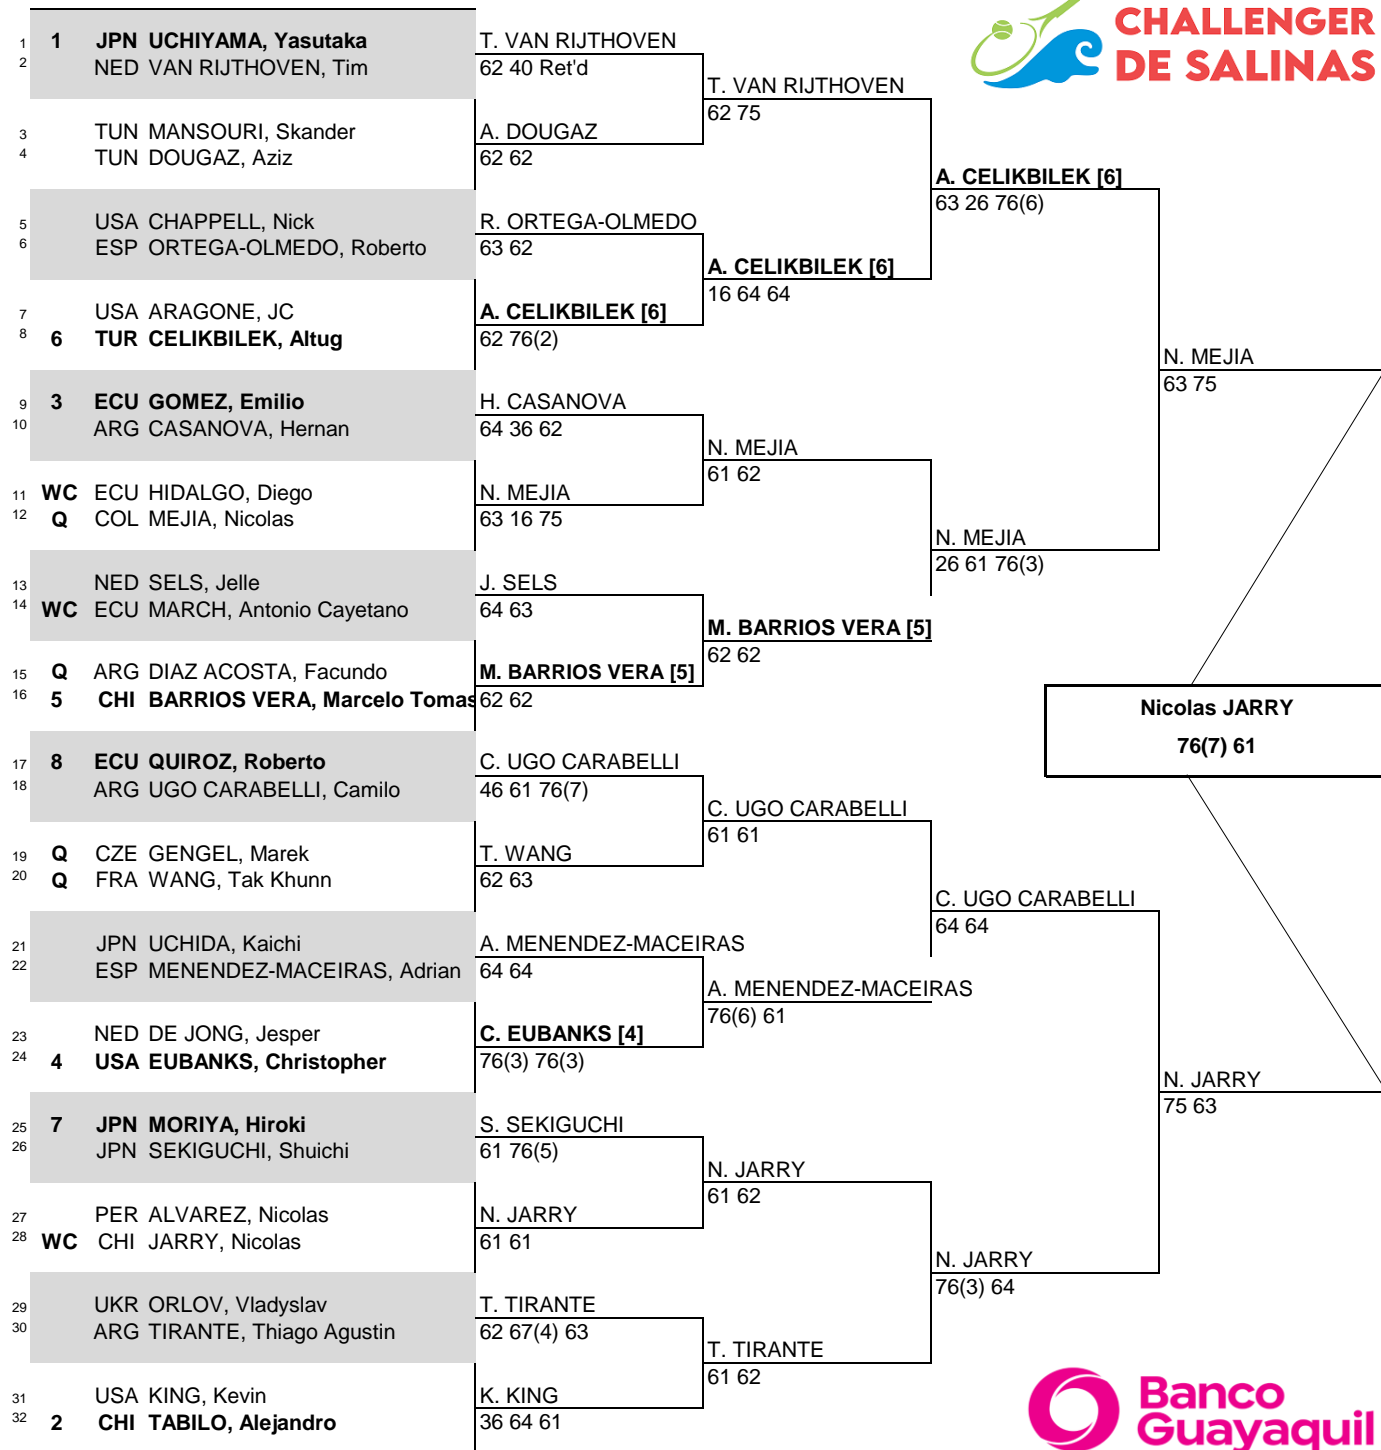 CHALLENGER
DE SALINAS
1 1 JPN UCHIYAMA, Yasutaka
2 NED VAN RIJTHOVEN, Tim
3 TUN MANSOURI, Skander
4 TUN DOUGAZ, Aziz
5 USA CHAPPELL, Nick
6 ESP ORTEGA-OLMEDO, Roberto
7 USA ARAGONE, JC
8 6 TUR CELIKBILEK, Altug
9 3 ECU GOMEZ, Emilio
10 ARG CASANOVA, Hernan
11 WC ECU HIDALGO, Diego
12 Q COL MEJIA, Nicolas
13 NED SELS, Jelle
14 WC ECU MARCH, Antonio Cayetano
15 Q ARG DIAZ ACOSTA, Facundo
16 5 CHI BARRIOS VERA, Marcelo Tomas
17 8 ECU QUIROZ, Roberto
18 ARG UGO CARABELLI, Camilo
19 Q CZE GENGEL, Marek
20 Q FRA WANG, Tak Khunn
21 JPN UCHIDA, Kaichi
22 ESP MENENDEZ-MACEIRAS, Adrian
23 NED DE JONG, Jesper
24 4 USA EUBANKS, Christopher
25 7 JPN MORIYA, Hiroki
26 JPN SEKIGUCHI, Shuichi
27 PER ALVAREZ, Nicolas
28 WC CHI JARRY, Nicolas
29 UKR ORLOV, Vladyslav
30 ARG TIRANTE, Thiago Agustin
31 USA KING, Kevin
32 2 CHI TABILO, Alejandro
T. VAN RIJTHOVEN
62 40 Ret'd
A. DOUGAZ
62 62
R. ORTEGA-OLMEDO
63 62
A. CELIKBILEK [6]
62 76(2)
H. CASANOVA
64 36 62
N. MEJIA
63 16 75
J. SELS
64 63
M. BARRIOS VERA [5]
62 62
C. UGO CARABELLI
46 61 76(7)
T. WANG
62 63
A. MENENDEZ-MACEIRAS
64 64
C. EUBANKS [4]
76(3) 76(3)
S. SEKIGUCHI
61 76(5)
N. JARRY
61 61
T. TIRANTE
62 67(4) 63
K. KING
36 64 61
T. VAN RIJTHOVEN
62 75
A. CELIKBILEK [6]
16 64 64
N. MEJIA
61 62
M. BARRIOS VERA [5]
62 62
C. UGO CARABELLI
61 61
A. MENENDEZ-MACEIRAS
76(6) 61
N. JARRY
61 62
T. TIRANTE
61 62
A. CELIKBILEK [6]
63 26 76(6)
N. MEJIA
26 61 76(3)
C. UGO CARABELLI
64 64
N. JARRY
76(3) 64
N. MEJIA
63 75
N. JARRY
75 63
Nicolas JARRY
76(7) 61
Banco
Guayaquil